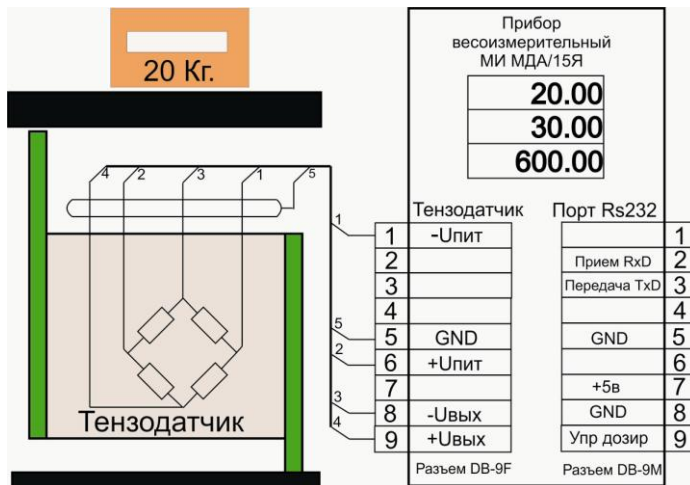 20 Кг.
4 2 3 1 5
Тензодатчик
Прибор
весоизмерительный
МИ МДА/15Я
20.00
30.00
600.00
Тензодатчик Порт Rs232
1 1 -Uпит 1
2 Прием RxD 2
3 Передача TxD 3
4 4
5 5 GND GND 5
2 6 +Uпит 6
7 +5в 7
3 8 -Uвых GND 8
4 9 +Uвых Упр дозир 9
Разъем DB-9F Разъем DB-9M